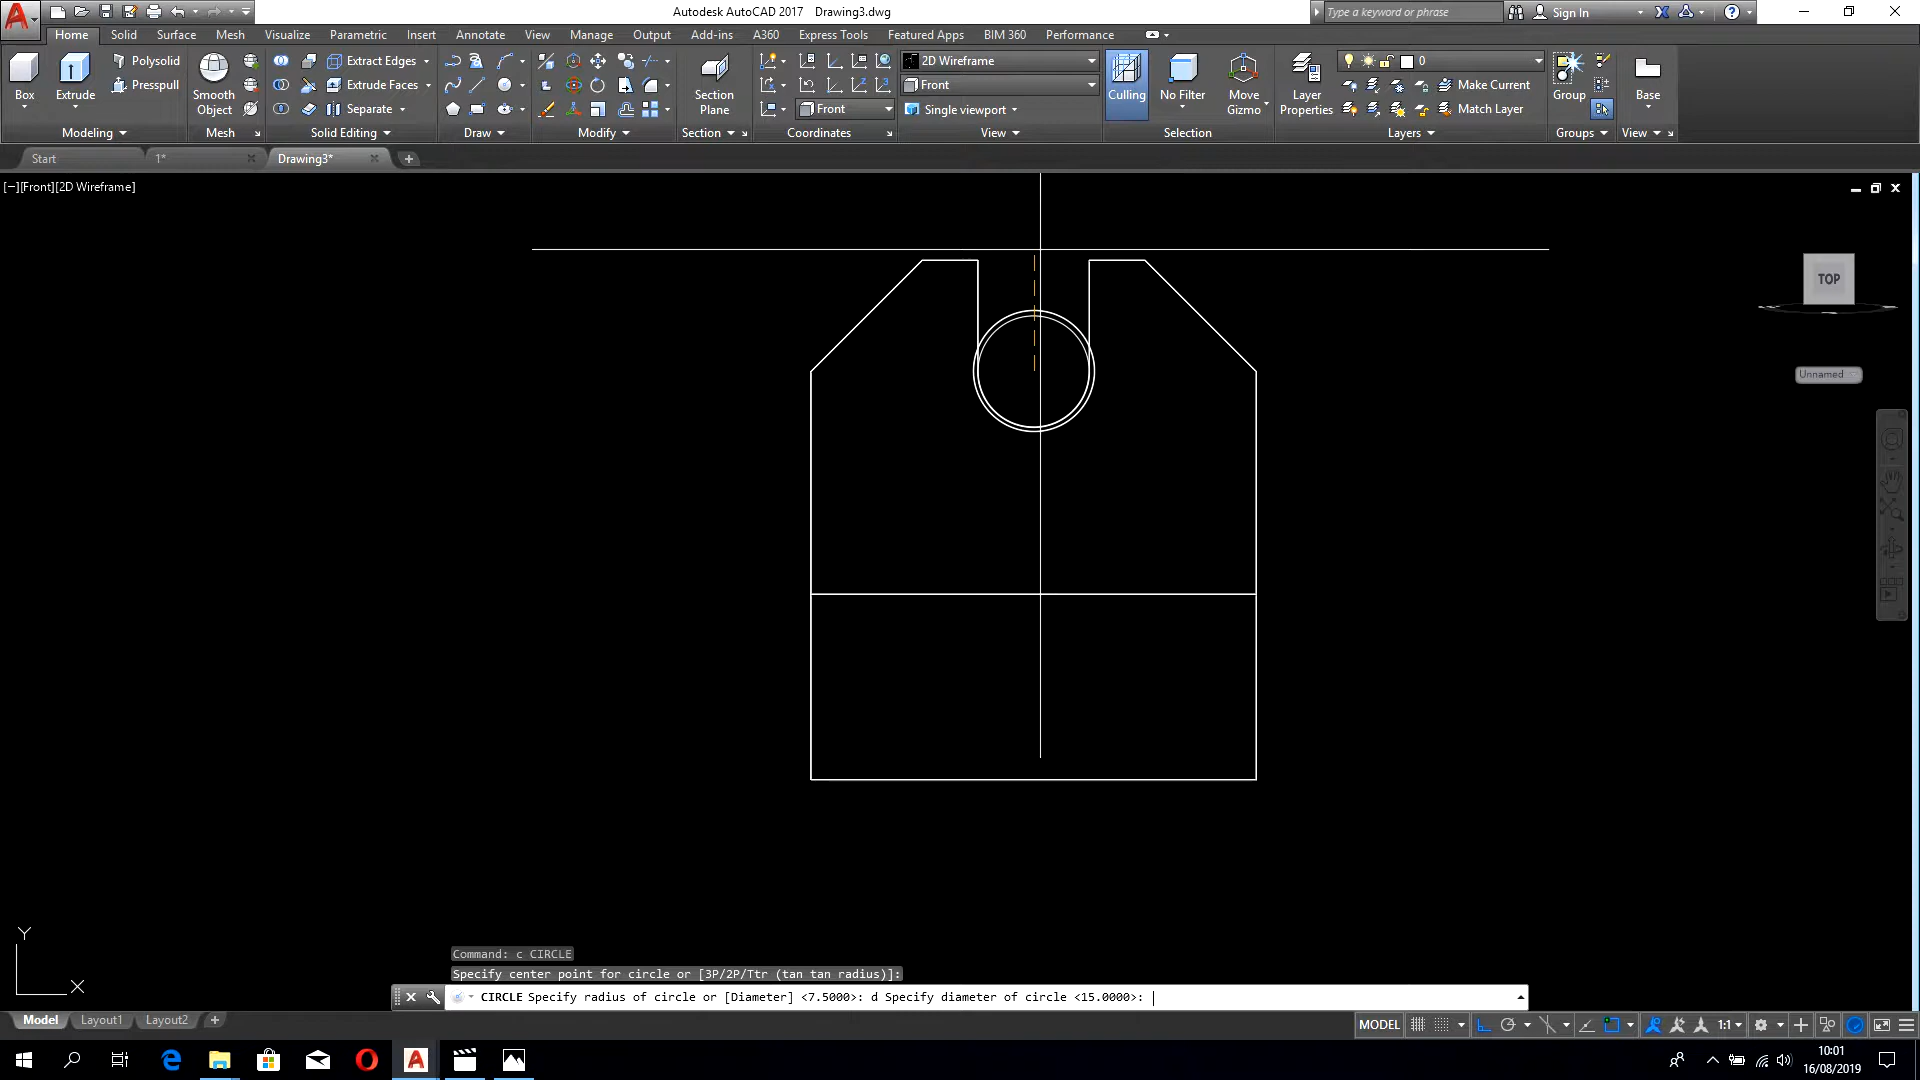 Autodesk AutoCAD 2017 Drawing3.dwg
Type a keyword or phrase
Sign In
Home Solid Surface Mesh Visualize Parametric Insert Annotate View Manage Output Add-ins A360 Express Tools Featured Apps BIM 360 Performance
Box
Extrude
Polysolid
Presspull
Smooth Object
Extract Edges
Extrude Faces
Separate
Section Plane
Front
2D Wireframe
Front
Single viewport
Culling
No Filter
Move Gizmo
Layer Properties
0
Make Current
Match Layer
Group
Base
Modeling Mesh Solid Editing Draw Modify Section Coordinates View Selection Layers Groups View
Start 1* Drawing3*
[−][Front][2D Wireframe]
TOP
Unnamed
Y
X
Command: c CIRCLE
Specify center point for circle or [3P/2P/Ttr (tan tan radius)]:
CIRCLE Specify radius of circle or [Diameter] <7.5000>: d Specify diameter of circle <15.0000>:
Model Layout1 Layout2
MODEL 1:1
10:01
16/08/2019